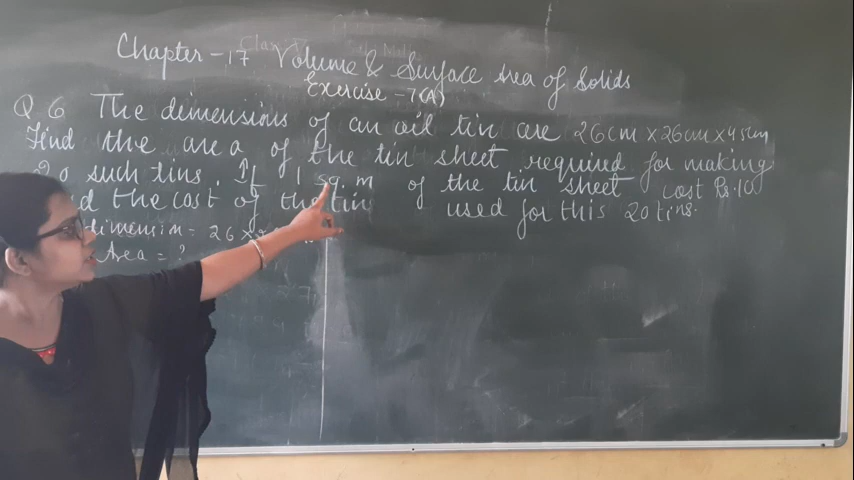 Chapter - 17 Volume & Surface Area of Solids
Exercise - 7(A)
Q 6 The dimensions of an oil tin are 26cm x 26cm x 45cm
Find the area of the tin sheet required for making
20 such tins. If 1 sq. m of the tin sheet cost Rs. 10
the cost of the tin used for this 20 tins.
dimension = 26 x
Area = ?